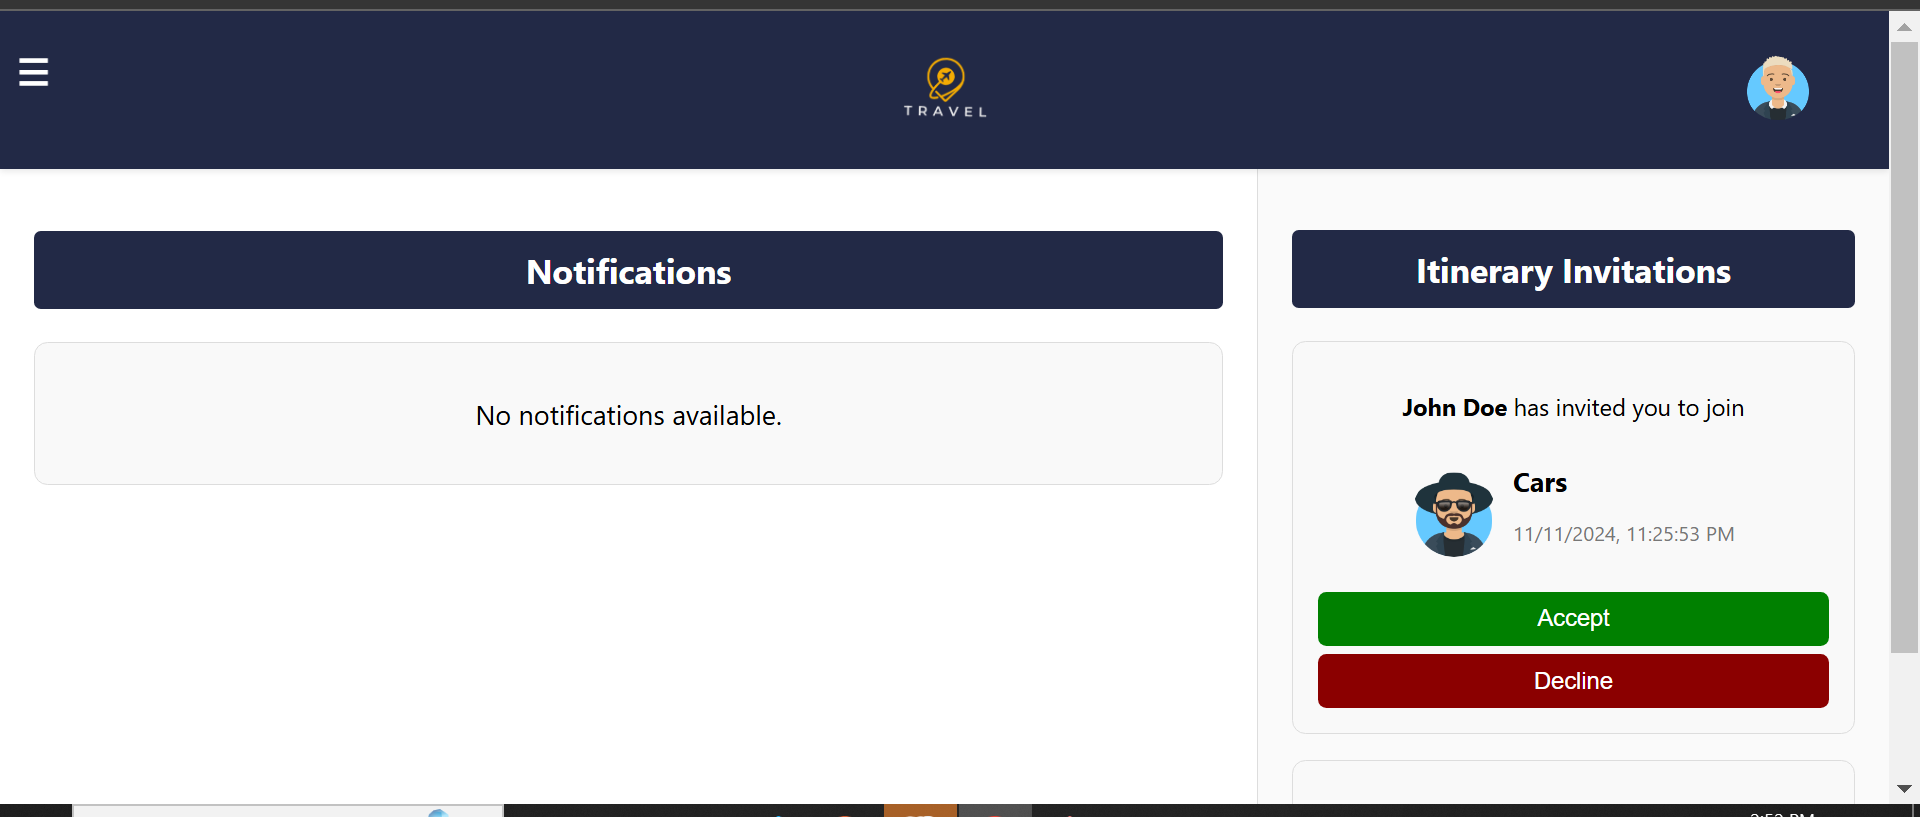 TRAVEL
Notifications
No notifications available.
Itinerary Invitations
John Doe has invited you to join
Cars
11/11/2024, 11:25:53 PM
Accept
Decline